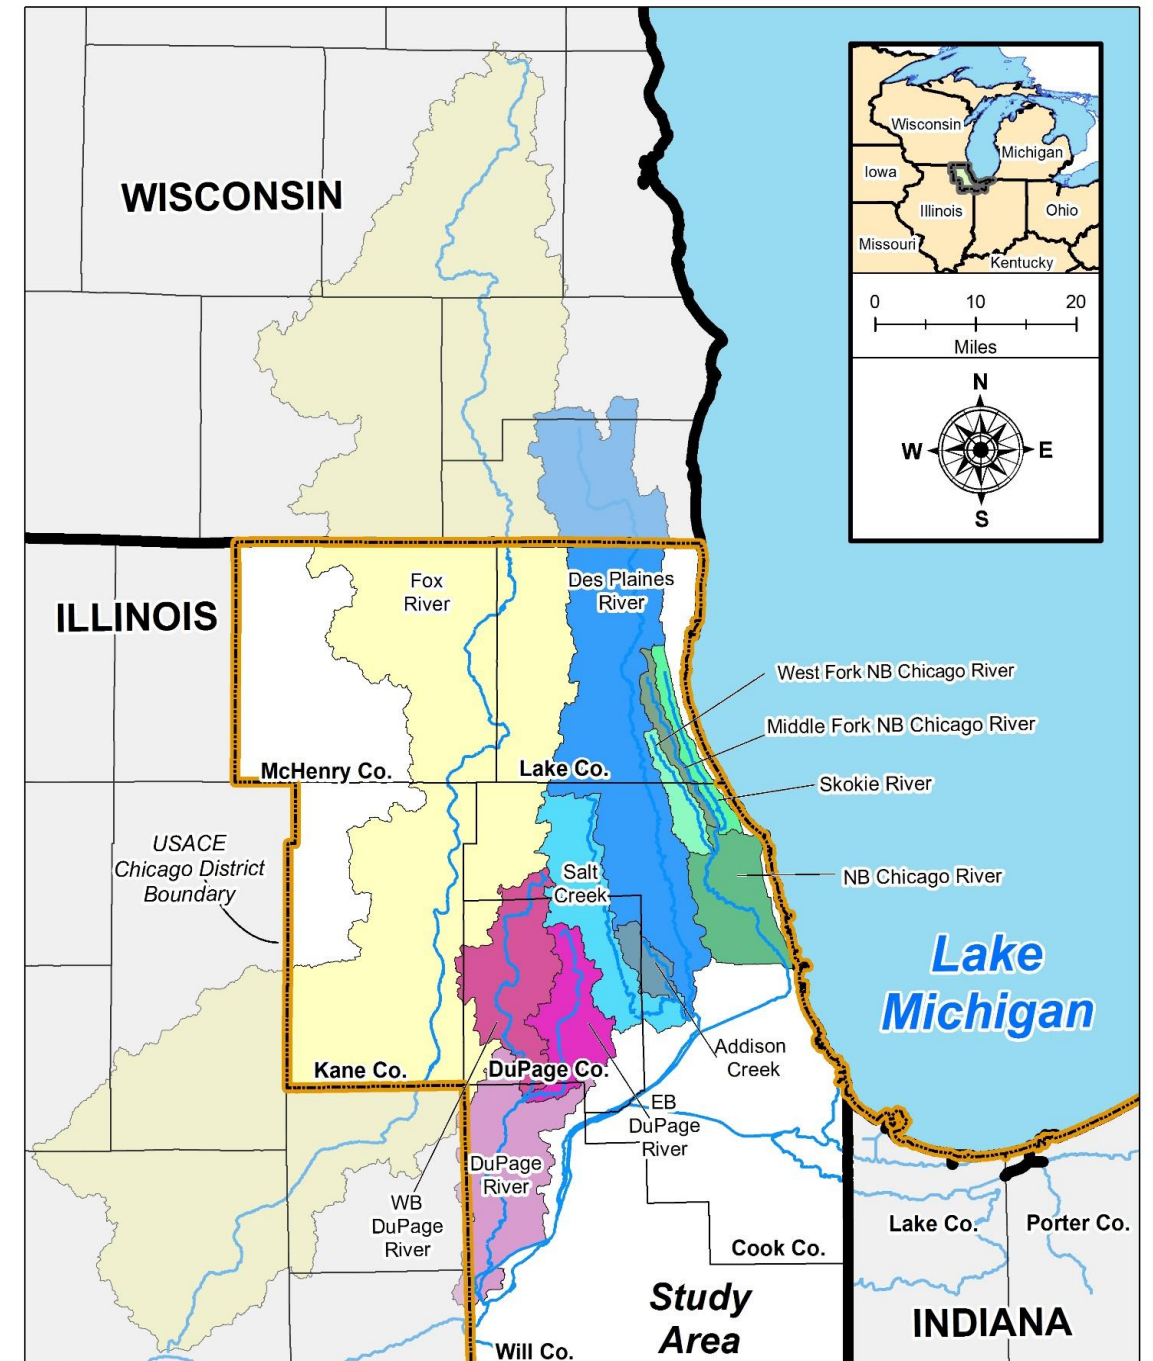 WISCONSIN
Wisconsin
Michigan
Iowa
Illinois
Ohio
Missouri
Kentucky
0 10 20
Miles
N
W E
S
ILLINOIS
Fox
River
Des Plaines
River
West Fork NB Chicago River
Middle Fork NB Chicago River
Skokie River
McHenry Co.
Lake Co.
USACE
Chicago District
Boundary
Salt
Creek
NB Chicago River
Lake
Michigan
Addison
Creek
Kane Co.
DuPage Co.
EB
DuPage
River
DuPage
River
WB
DuPage
River
Cook Co.
Lake Co.
Porter Co.
Study
Area
INDIANA
Will Co.